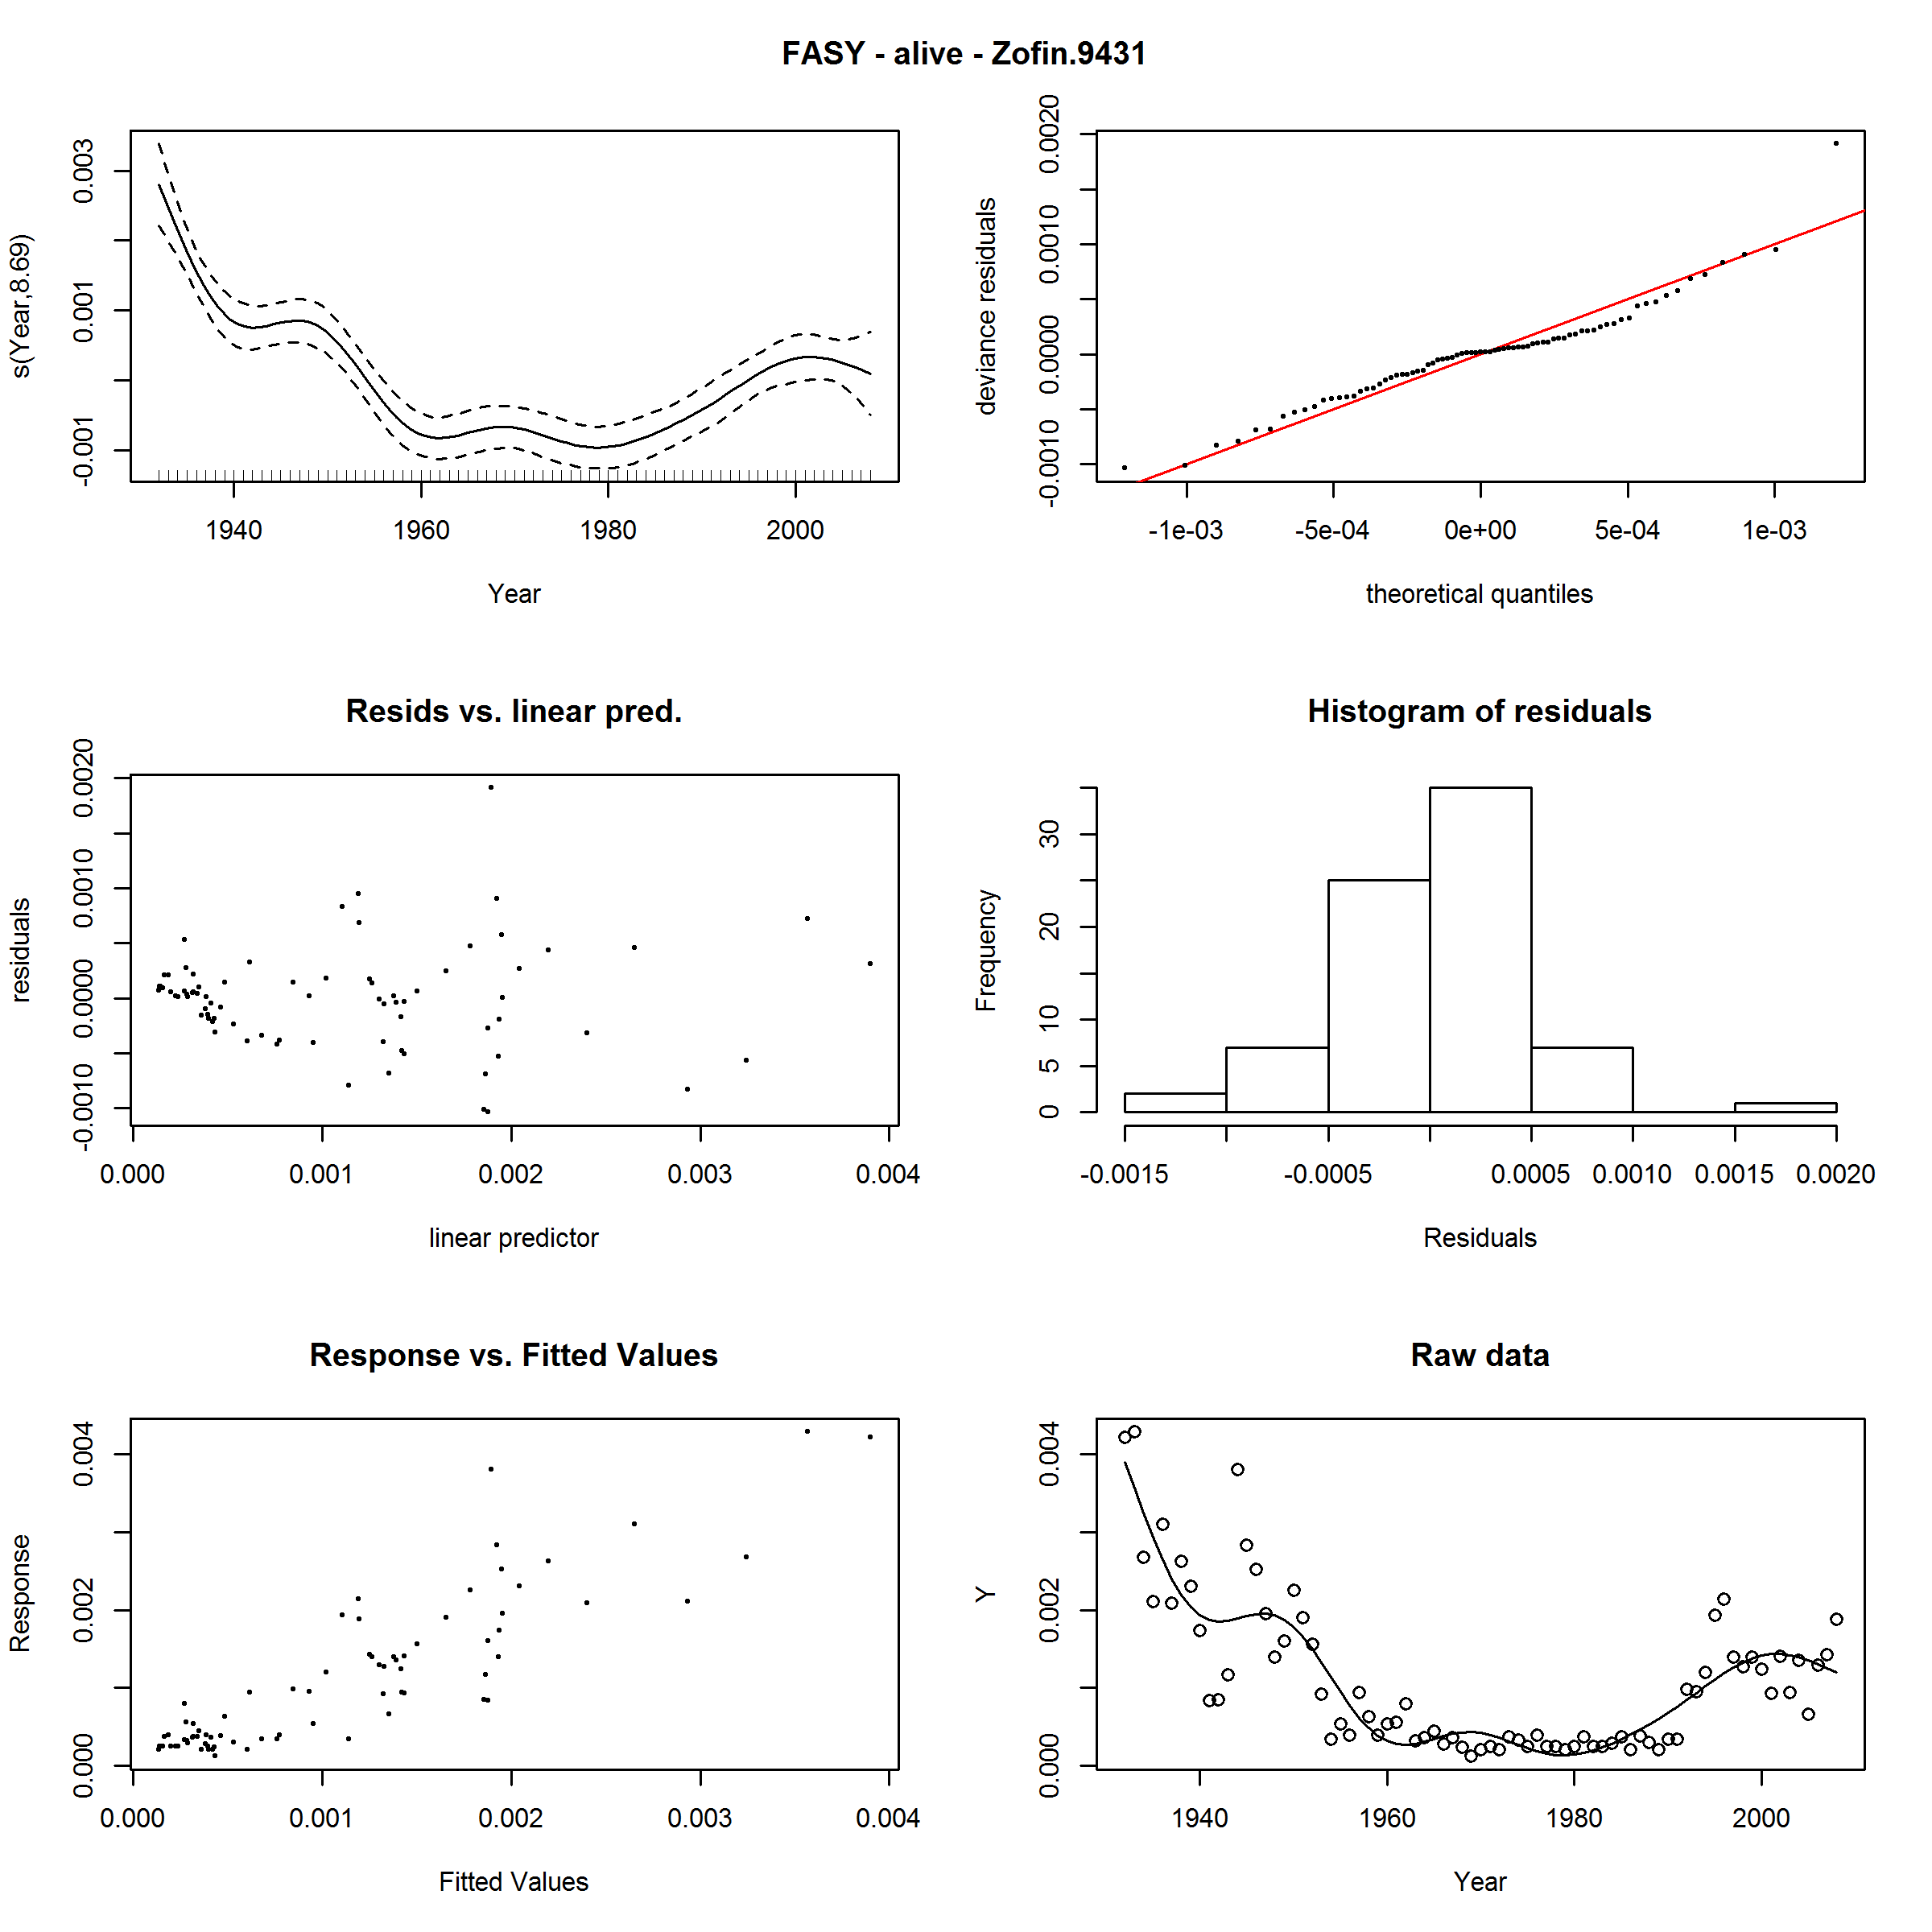 FASY - alive - Zofin.9431
s(Year,8.69)
0.003
0.001
-0.001
1940 1960 1980 2000
Year
deviance residuals
0.0020
0.0010
0.0000
-0.0010
-1e-03 -5e-04 0e+00 5e-04 1e-03
theoretical quantiles
Resids vs. linear pred.
residuals
0.0020
0.0010
0.0000
-0.0010
0.000 0.001 0.002 0.003 0.004
linear predictor
Histogram of residuals
Frequency
30
20
10
5
0
-0.0015 -0.0005 0.0005 0.0010 0.0015 0.0020
Residuals
Response vs. Fitted Values
Response
0.004
0.002
0.000
0.000 0.001 0.002 0.003 0.004
Fitted Values
Raw data
Y
0.004
0.002
0.000
1940 1960 1980 2000
Year